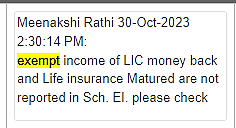 Meenakshi Rathi 30-Oct-2023
2:30:14 PM:
exempt income of LIC money back
and Life insurance Matured are not
reported in Sch. EI. please check